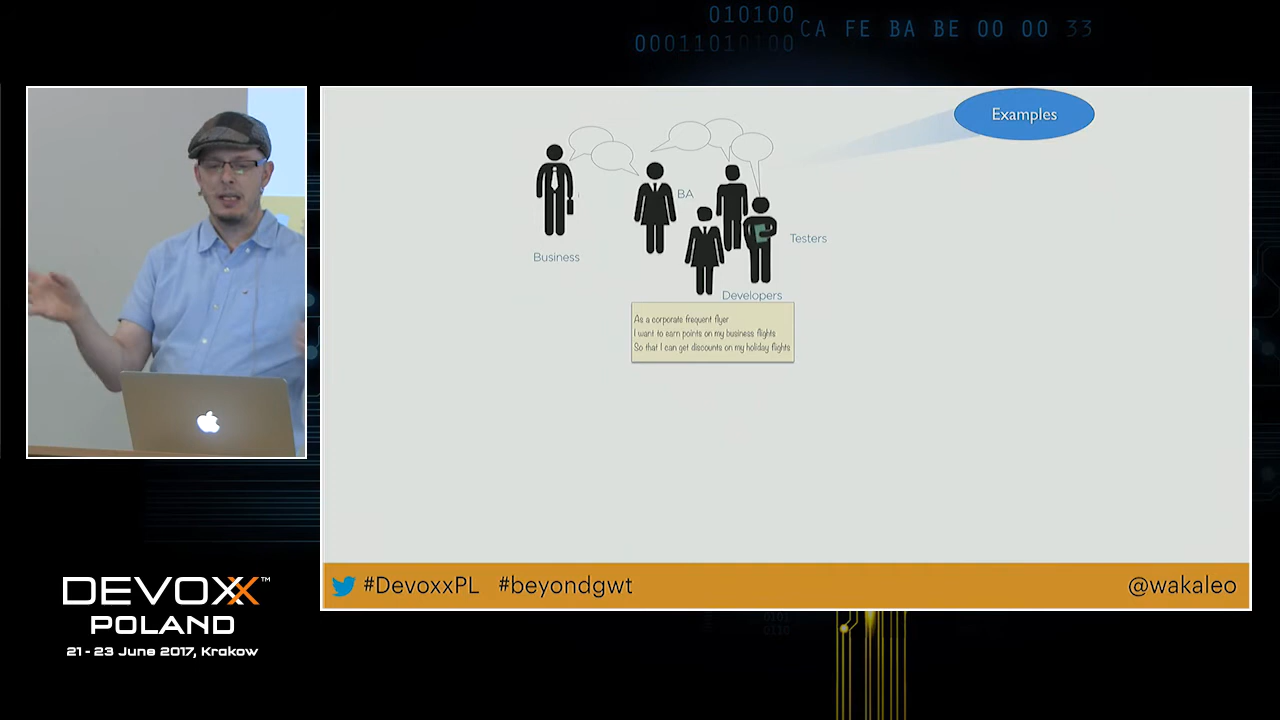 010100
00011010100
CA FE BA BE 00 00 33
Examples
BA
Testers
Business
Developers
As a corporate frequent flyer
I want to earn points on my business flights
So that I can get discounts on my holiday flights
#DevoxxPL #beyondgwt
@wakaleo
DEVOXX™
POLAND
21 - 23 June 2017, Krakow